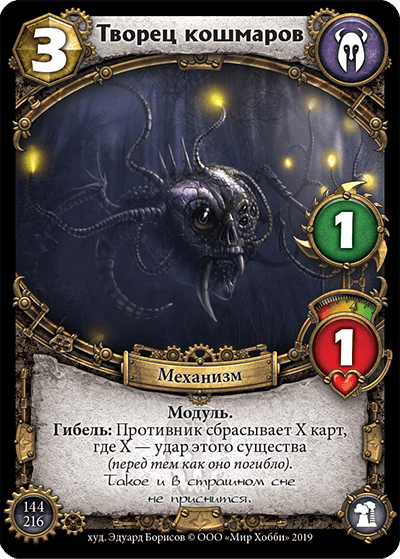 3
Творец кошмаров
1
1
Механизм
Модуль.
Гибель: Противник сбрасывает X карт,
где X — удар этого существа
(перед тем как оно погибло).
Такое и в страшном сне
не приснится.
144
216
худ. Эдуард Борисов © ООО «Мир Хобби» 2019